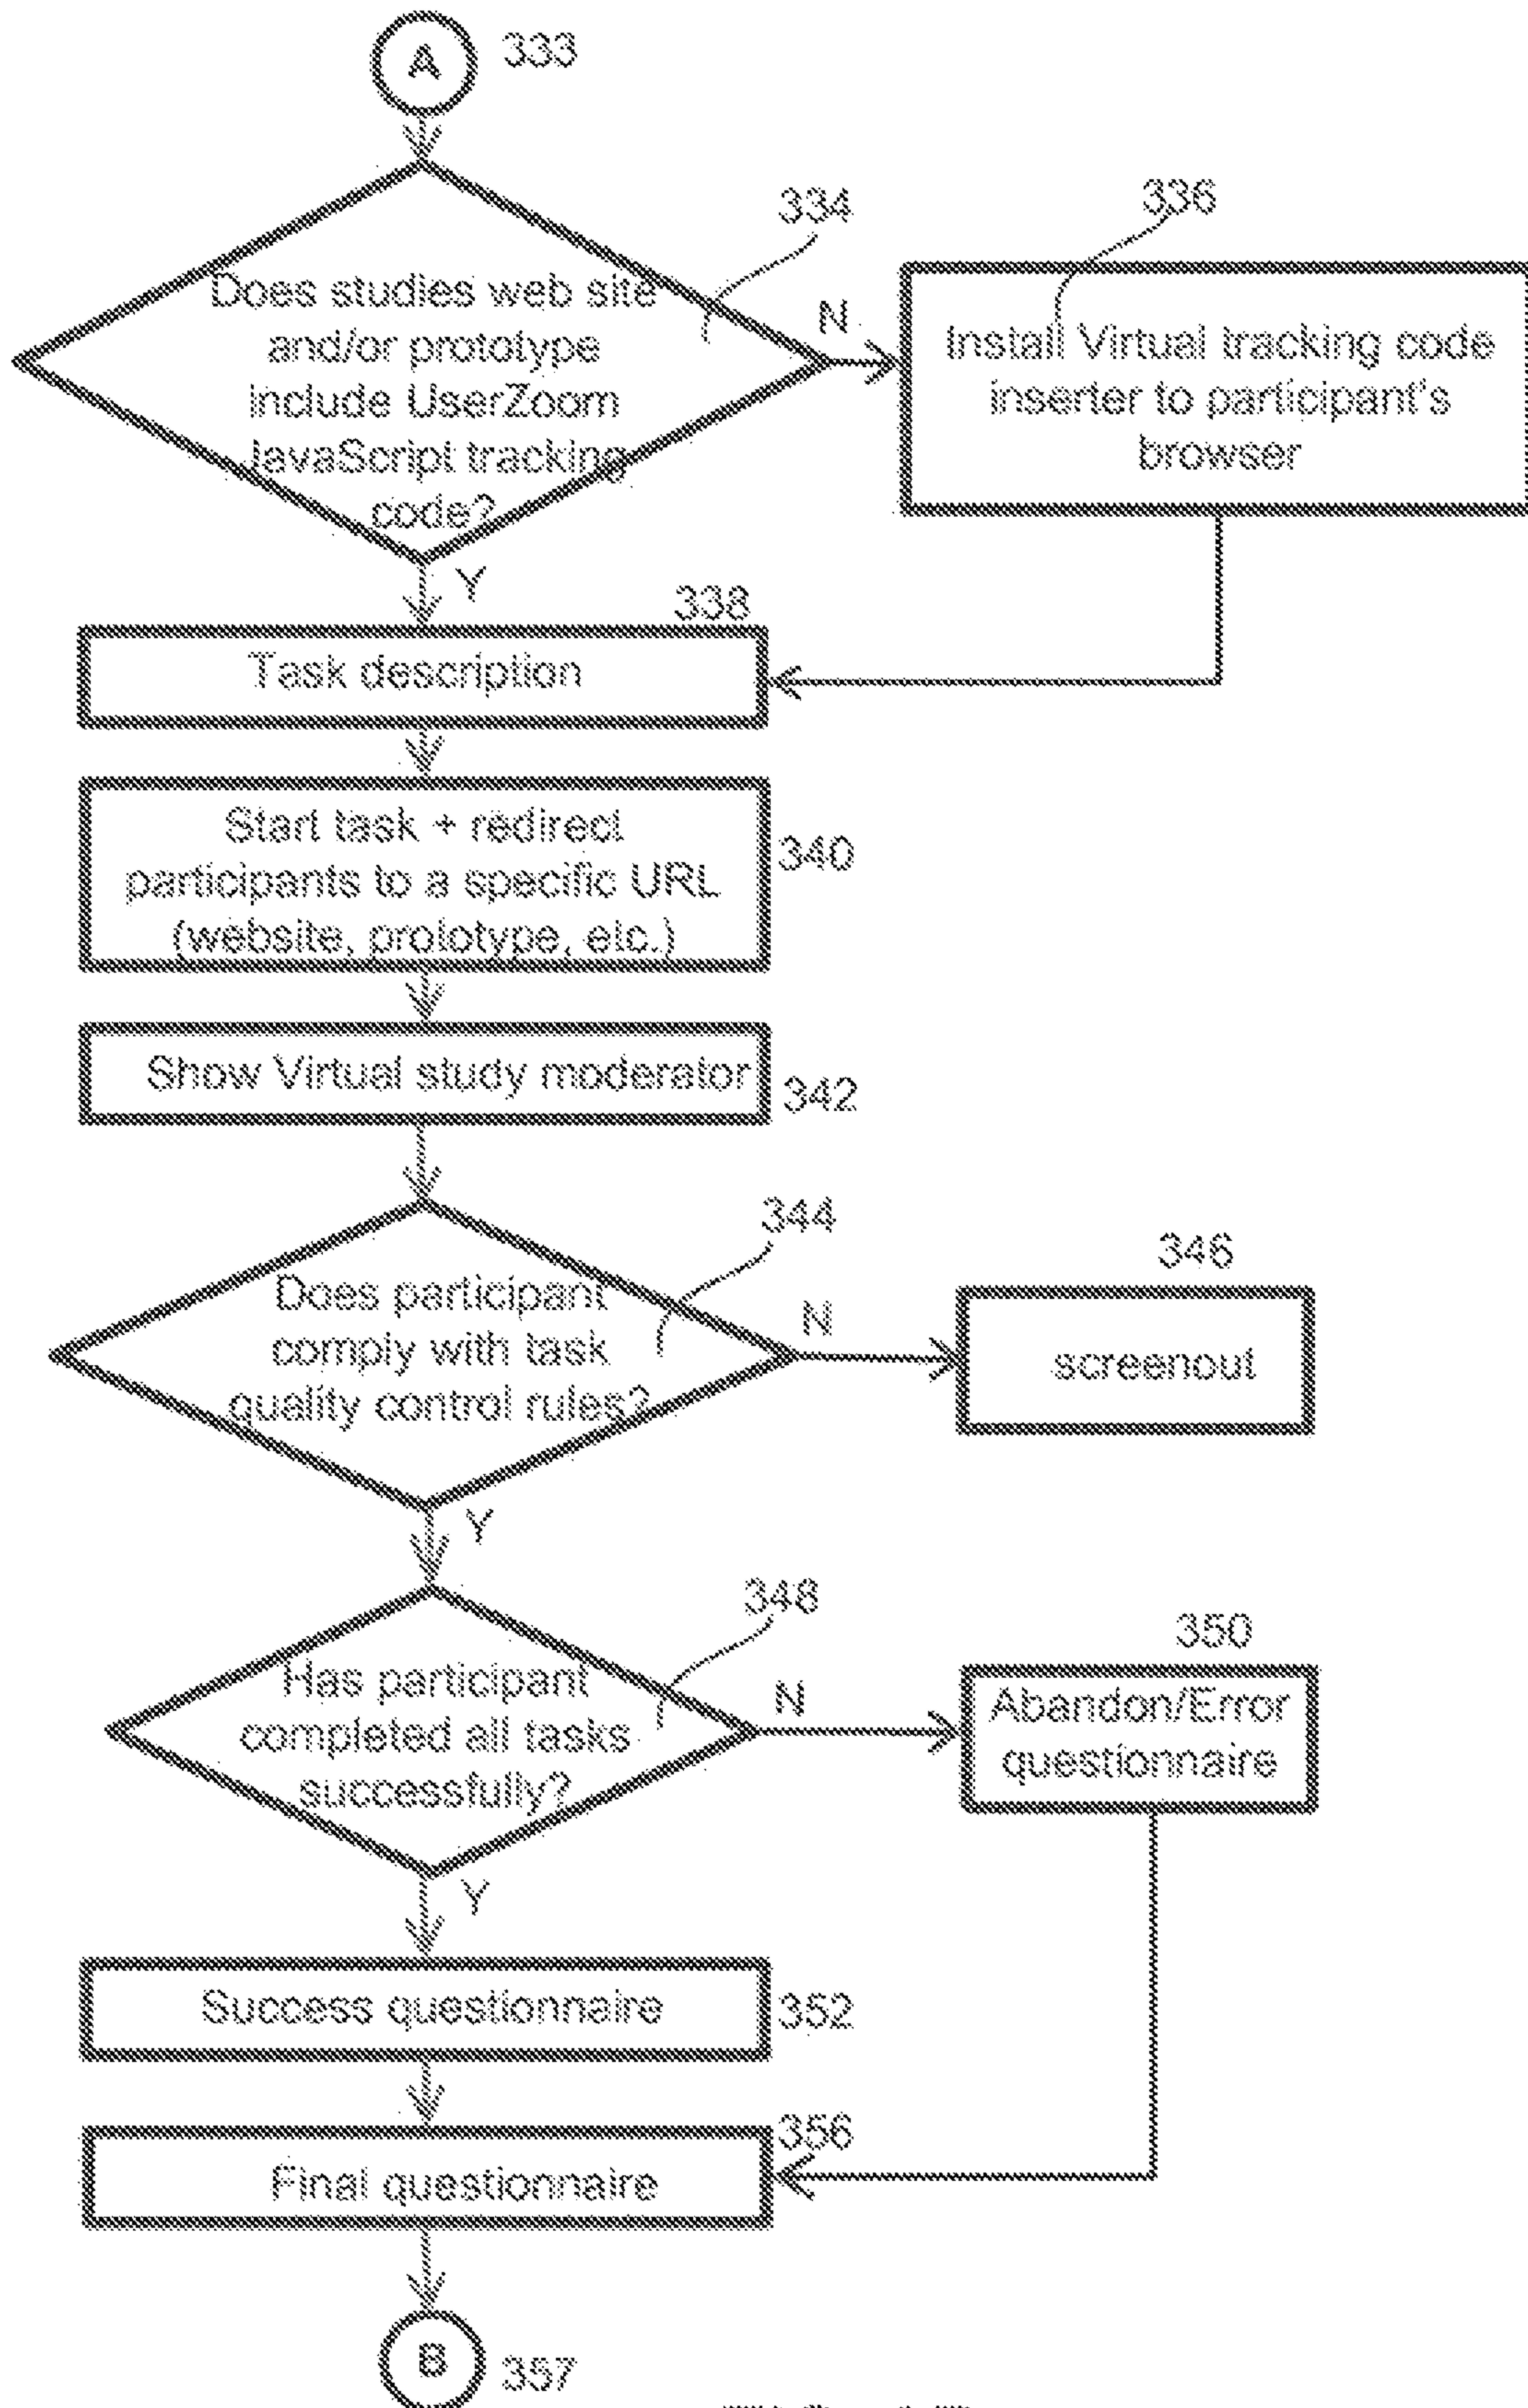 A
333
334
336
Does studies web site
and/or prototype
include UserZoom
JavaScript tracking
code?
N
Install Virtual tracking code
inserter to participant's
browser
Y
338
Task description
Start task + redirect
participants to a specific URL
(website, prototype, etc.)
340
Show Virtual study moderator
342
344
346
Does participant
comply with task
quality control rules?
N
screenout
Y
348
350
Has participant
completed all tasks
successfully?
N
Abandon/Error
questionnaire
Y
Success questionnaire
352
356
Final questionnaire
B
357